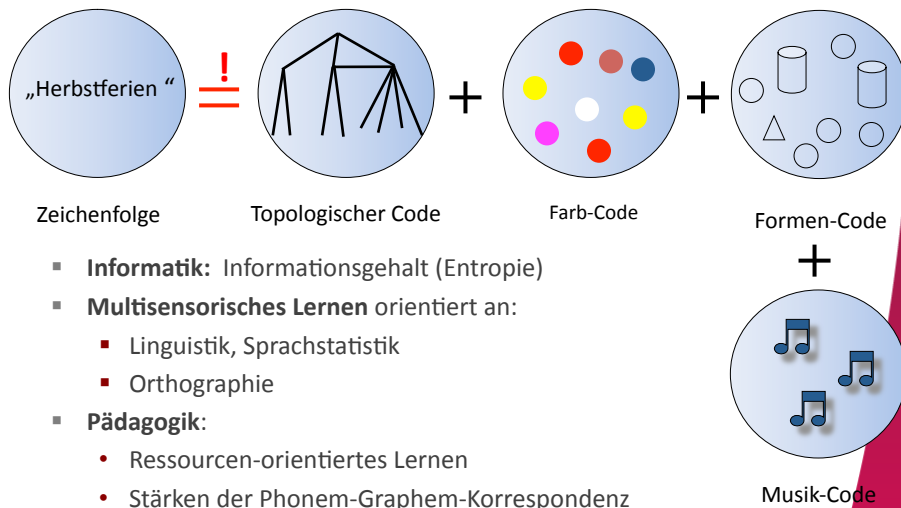 „Herbstferien “
!
=
+
+
Zeichenfolge
Topologischer Code
Farb-Code
Formen-Code
+
▪ Informatik: Informationsgehalt (Entropie)
▪ Multisensorisches Lernen orientiert an:
▪ Linguistik, Sprachstatistik
▪ Orthographie
▪ Pädagogik:
• Ressourcen-orientiertes Lernen
• Stärken der Phonem-Graphem-Korrespondenz
Musik-Code